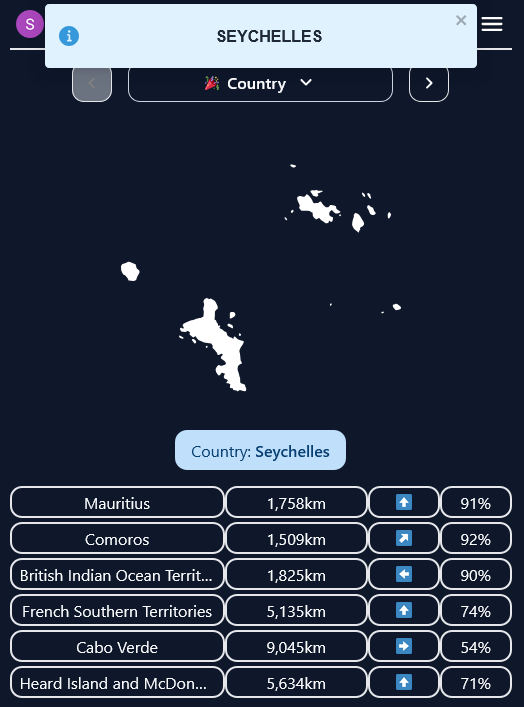 S
SEYCHELLES
×
🎉 Country
Country: Seychelles
Mauritius 1,758km ⬆️ 91%
Comoros 1,509km ↗️ 92%
British Indian Ocean Territ... 1,825km ⬅️ 90%
French Southern Territories 5,135km ⬆️ 74%
Cabo Verde 9,045km ➡️ 54%
Heard Island and McDon... 5,634km ⬆️ 71%